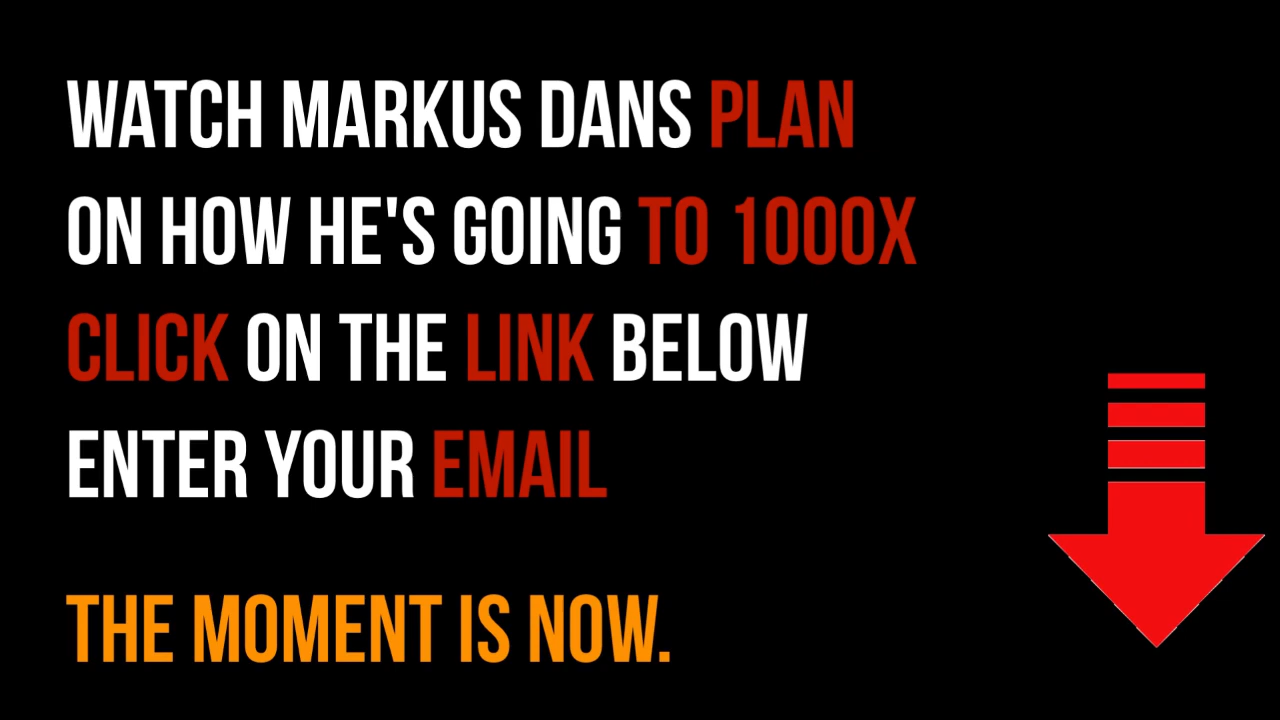 WATCH MARKUS DANS PLAN
ON HOW HE'S GOING TO 1000X
CLICK ON THE LINK BELOW
ENTER YOUR EMAIL
THE MOMENT IS NOW.